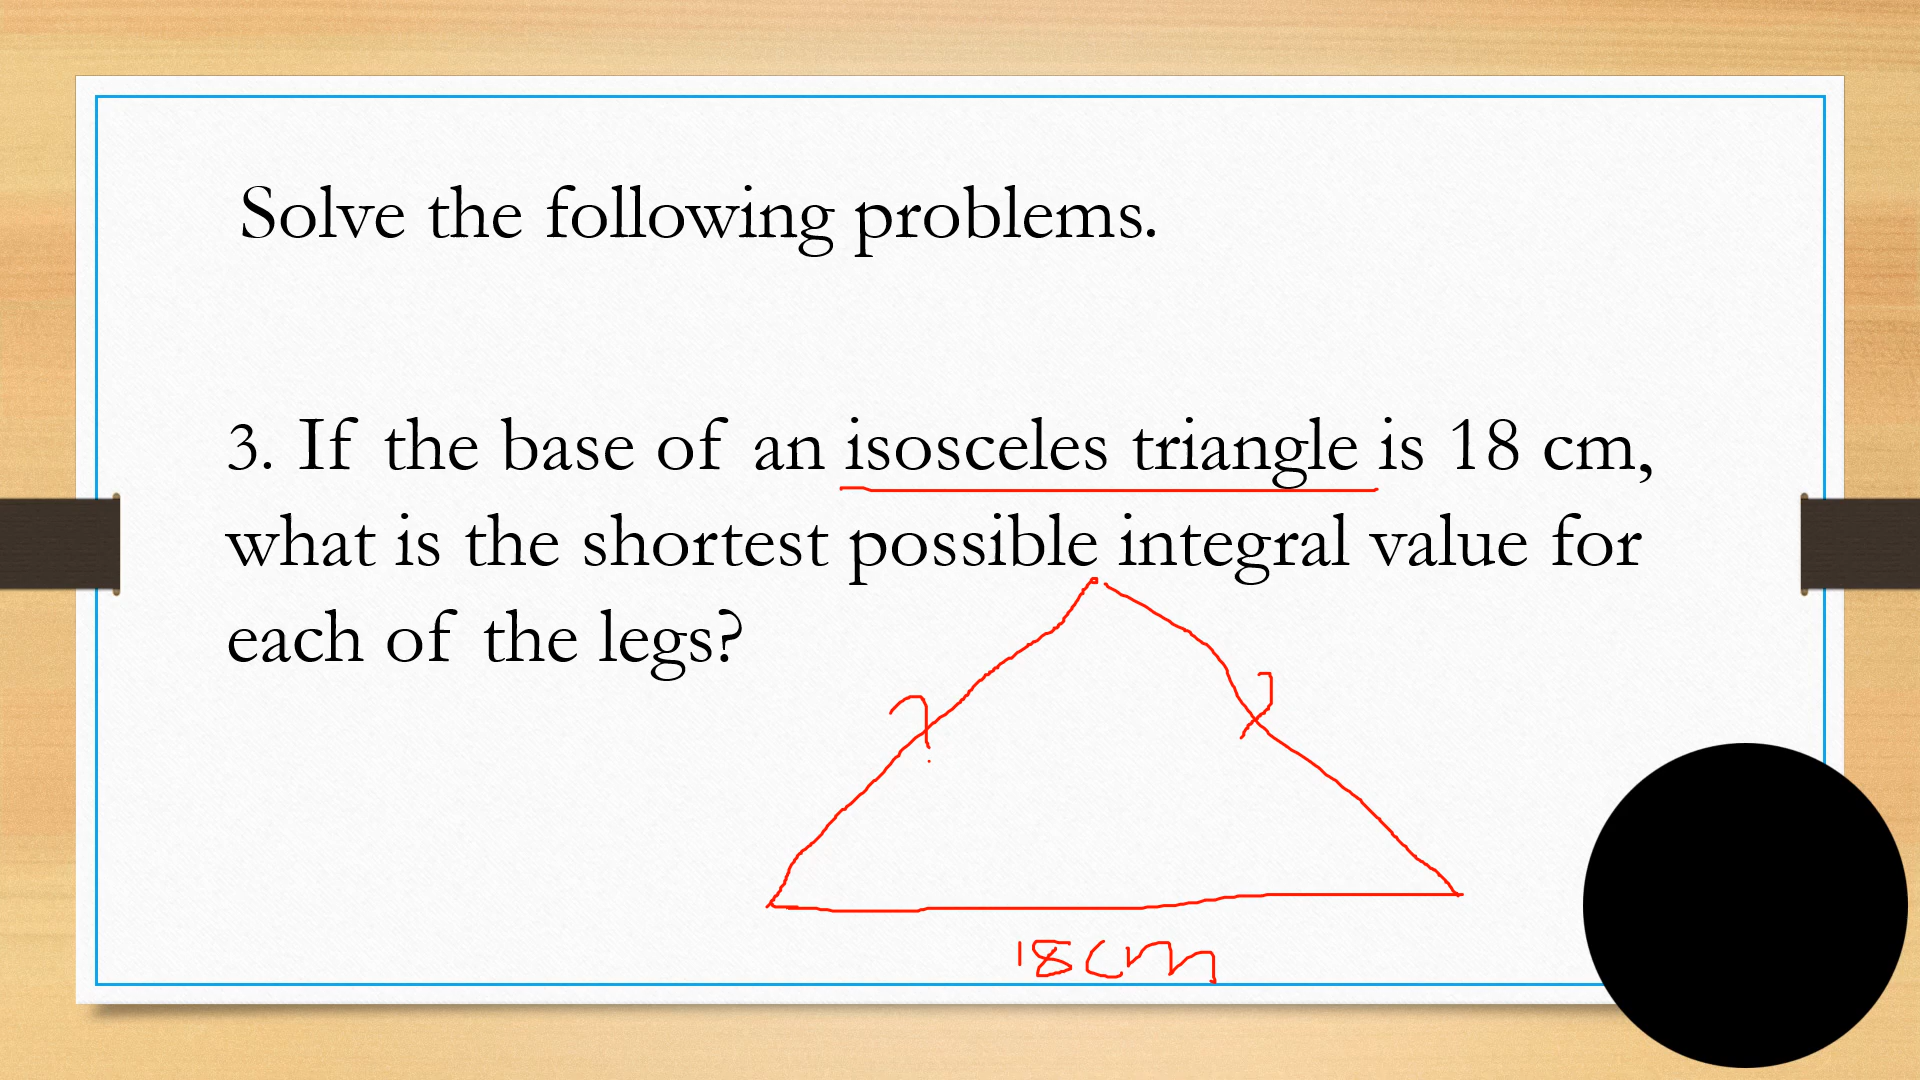 Solve the following problems.
3. If the base of an isosceles triangle is 18 cm,
what is the shortest possible integral value for
each of the legs?
? ?
18cm